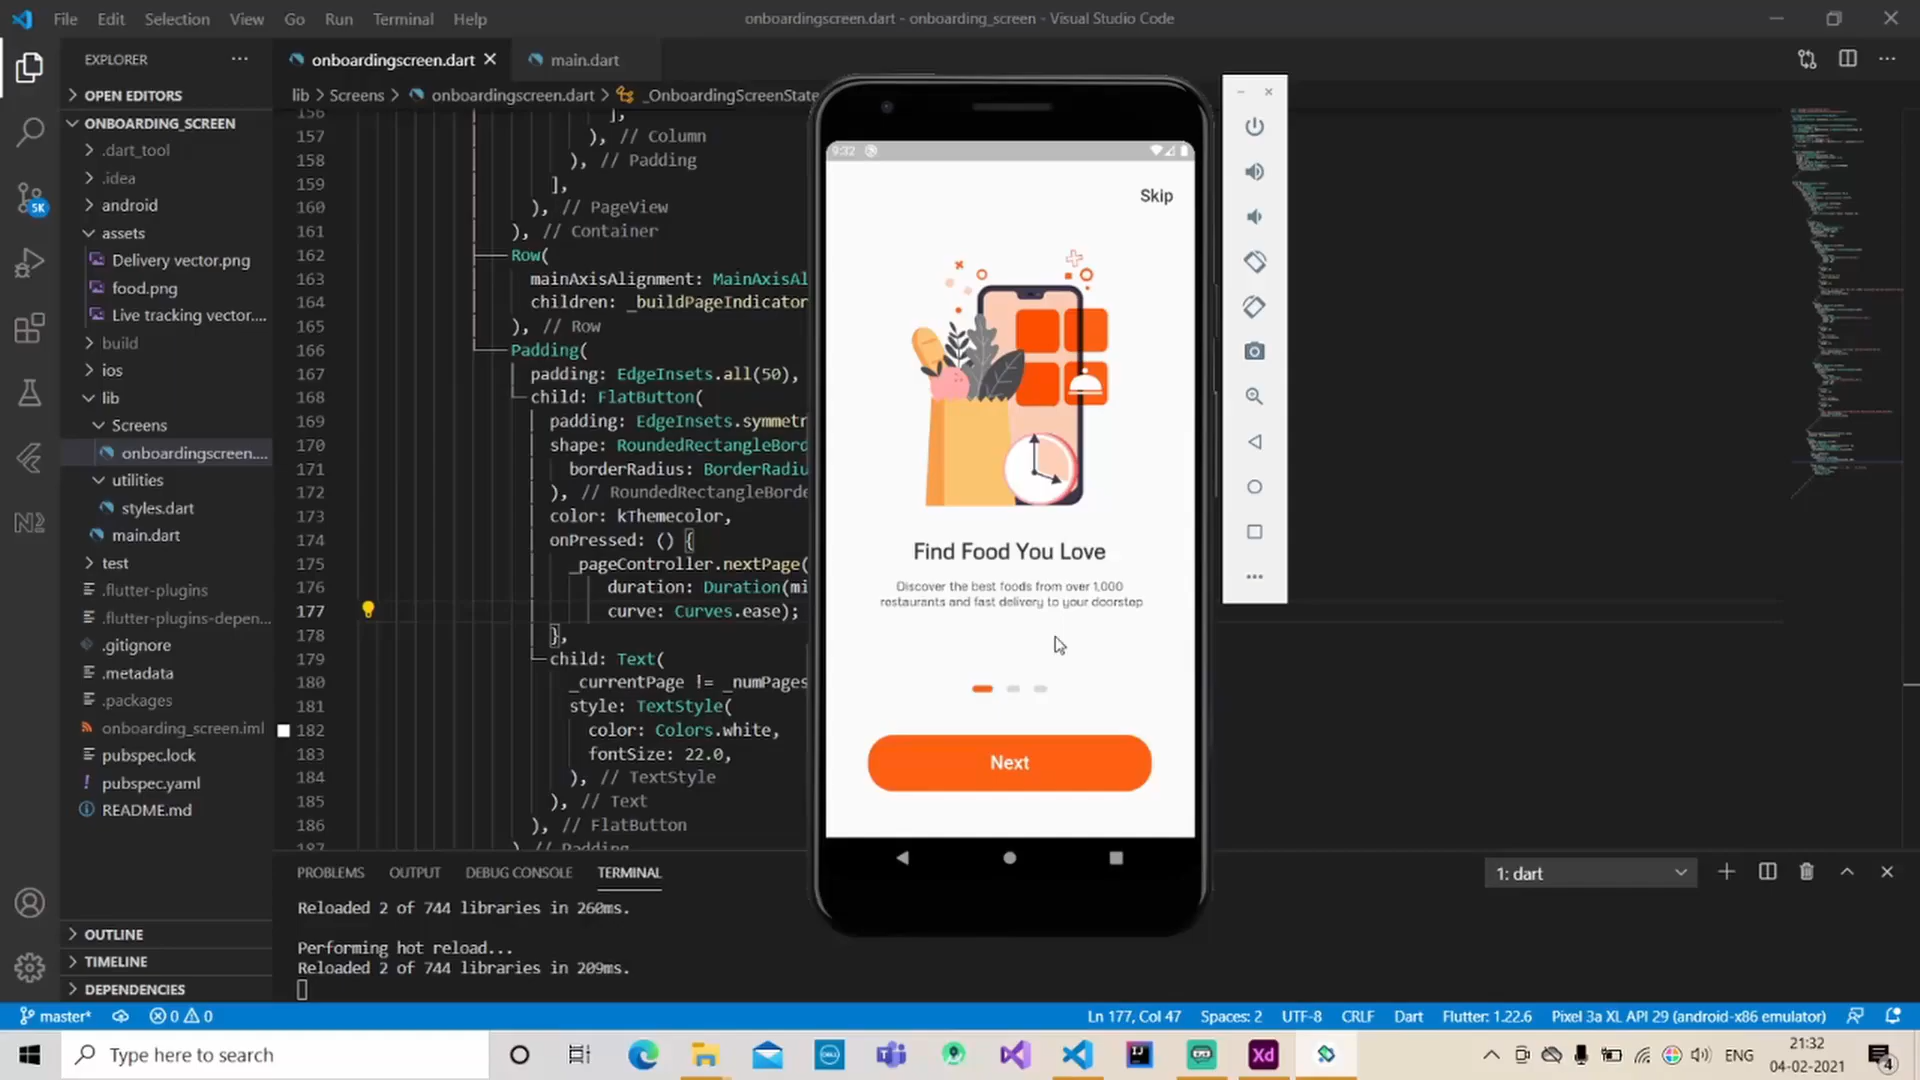 File Edit Selection View Go Run Terminal Help
onboardingscreen.dart - onboarding_screen - Visual Studio Code
EXPLORER
OPEN EDITORS
ONBOARDING_SCREEN
.dart_tool
.idea
android
assets
Delivery vector.png
food.png
Live tracking vector....
build
ios
lib
Screens
onboardingscreen....
utilities
styles.dart
main.dart
test
.flutter-plugins
.flutter-plugins-depen...
.gitignore
.metadata
.packages
onboarding_screen.iml
pubspec.lock
pubspec.yaml
README.md
OUTLINE
TIMELINE
DEPENDENCIES
5K
onboardingscreen.dart
main.dart
lib > Screens > onboardingscreen.dart > _OnboardingScreenState
156 ],
157 ), // Column
158 ), // Padding
159 ],
160 ), // PageView
161 ), // Container
162 Row(
163 mainAxisAlignment: MainAxisAl
164 children: _buildPageIndicator
165 ), // Row
166 Padding(
167 padding: EdgeInsets.all(50),
168 child: FlatButton(
169 padding: EdgeInsets.symmetr
170 shape: RoundedRectangleBord
171 borderRadius: BorderRadiu
172 ), // RoundedRectangleBorde
173 color: kThemecolor,
174 onPressed: () {
175 _pageController.nextPage(
176 duration: Duration(mi
177 curve: Curves.ease);
178 },
179 child: Text(
180 _currentPage != _numPages
181 style: TextStyle(
182 color: Colors.white,
183 fontSize: 22.0,
184 ), // TextStyle
185 ), // Text
186 ), // FlatButton
187 ) // Padding
9:32
Skip
Find Food You Love
Discover the best foods from over 1,000
restaurants and fast delivery to your doorstep
Next
PROBLEMS OUTPUT DEBUG CONSOLE TERMINAL
1: dart
Reloaded 2 of 744 libraries in 260ms.
Performing hot reload...
Reloaded 2 of 744 libraries in 209ms.
master* 0 0
Ln 177, Col 47 Spaces: 2 UTF-8 CRLF Dart Flutter: 1.22.6 Pixel 3a XL API 29 (android-x86 emulator)
Type here to search
DELL
Xd
ENG
21:32
04-02-2021
4